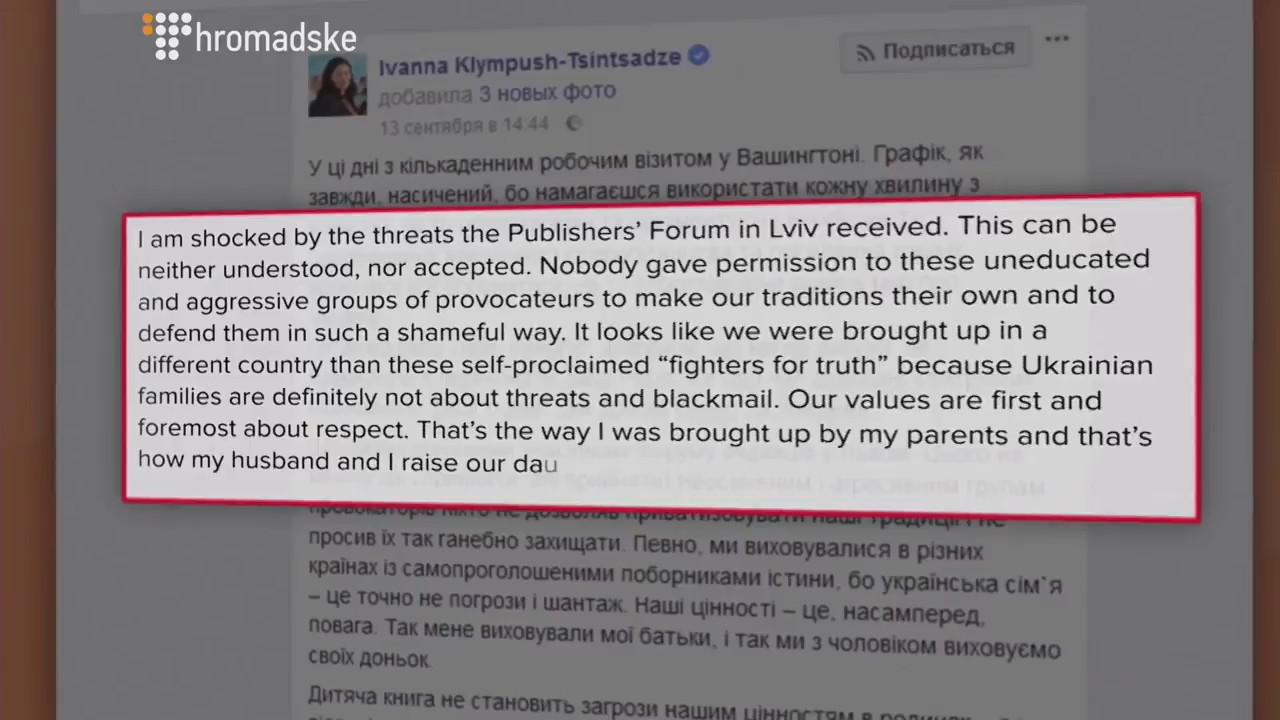 hromadske
Ivanna Klympush-Tsintsadze
Подписаться
добавила 3 новых фото
13 сентября в 14:44
У ці дні з кількаденним робочим візитом у Вашингтоні. Графік, як
завжди, насичений, бо намагаєшся використати кожну хвилину з
I am shocked by the threats the Publishers' Forum in Lviv received. This can be
neither understood, nor accepted. Nobody gave permission to these uneducated
and aggressive groups of provocateurs to make our traditions their own and to
defend them in such a shameful way. It looks like we were brought up in a
different country than these self-proclaimed “fighters for truth” because Ukrainian
families are definitely not about threats and blackmail. Our values are first and
foremost about respect. That's the way I was brought up by my parents and that's
how my husband and I raise our dau
провокаторів ніхто не дозволяв приватизовувати наші традиції і не
просив їх так ганебно захищати. Певно, ми виховувалися в різних
країнах із самопроголошеними поборниками істини, бо українська сім`я
– це точно не погрози і шантаж. Наші цінності – це, насамперед,
повага. Так мене виховували мої батьки, і так ми з чоловіком виховуємо
своїх доньок.
Дитяча книга не становить загрози нашим цінностям в